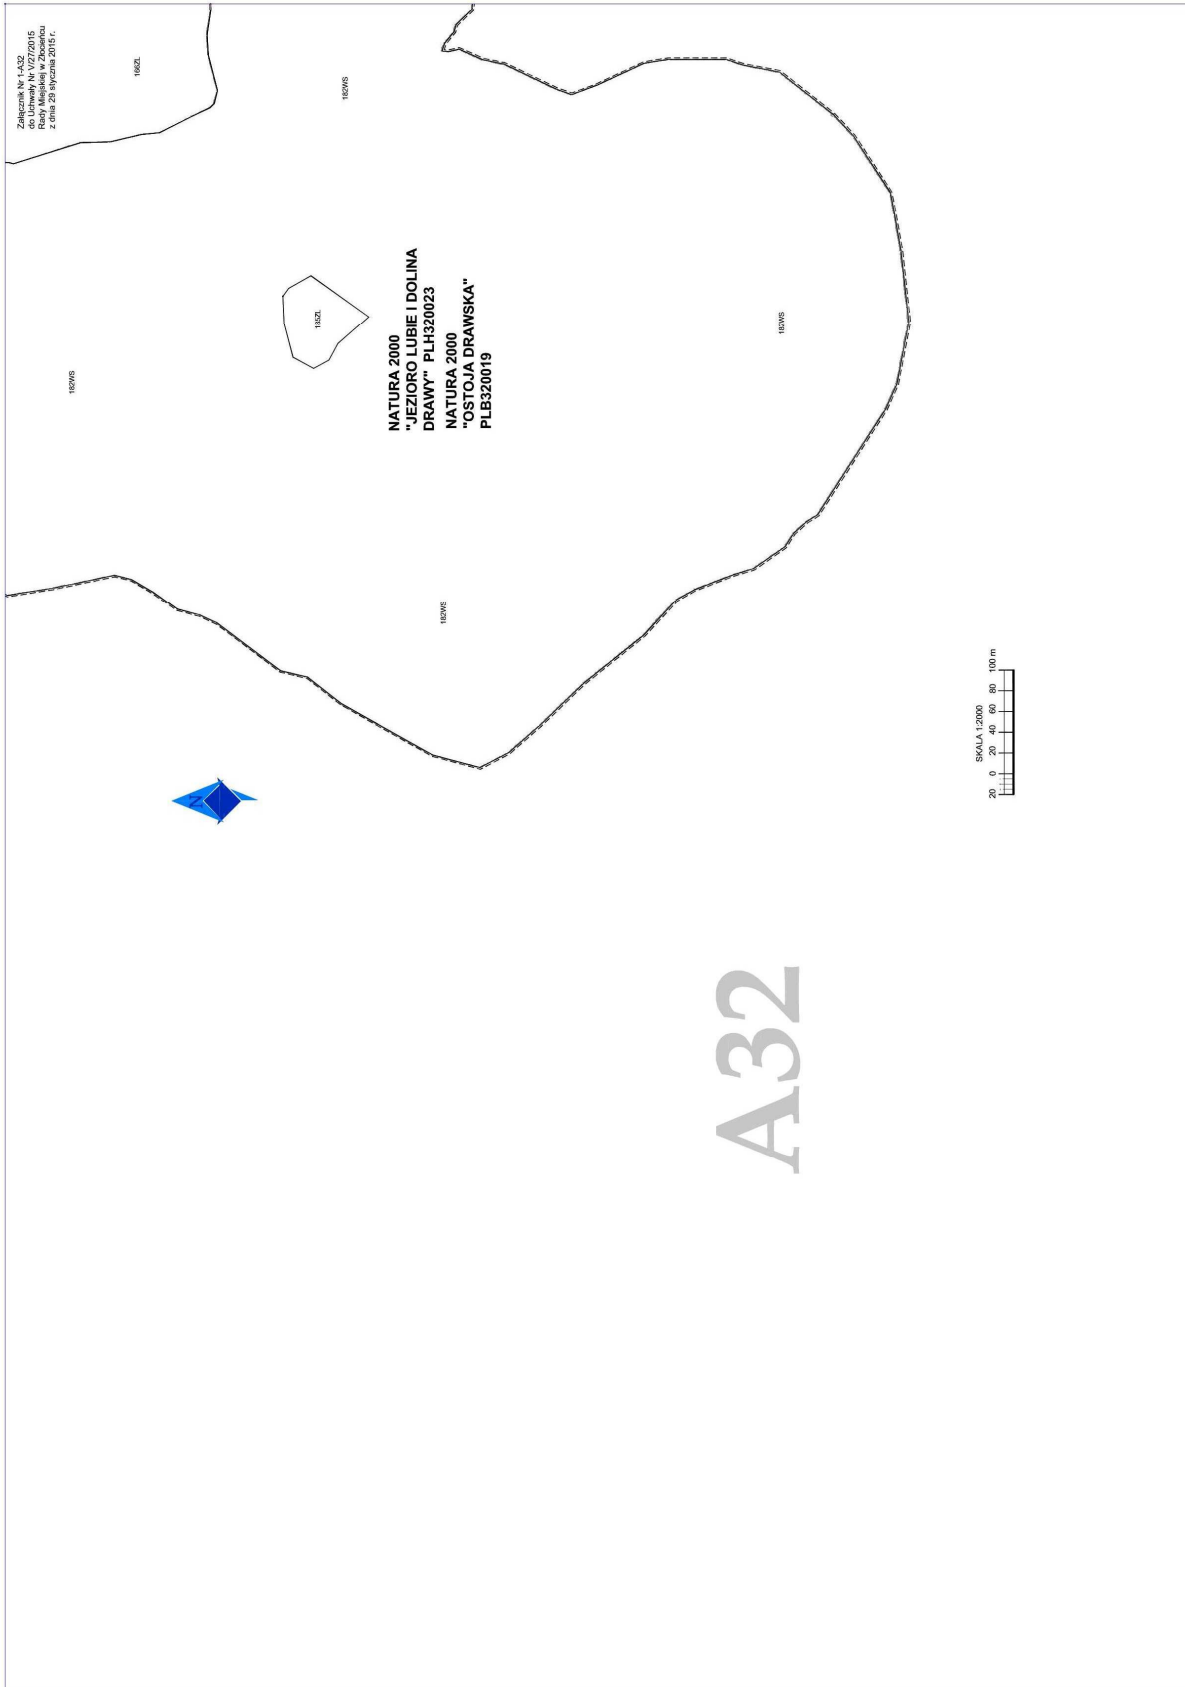 Załącznik Nr 1-A32
do Uchwały Nr V/27/2015
Rady Miejskiej w Złocieńcu
z dnia 29 stycznia 2015 r.
166ZL
182WS
182WS
185ZL
NATURA 2000
"JEZIORO LUBIE I DOLINA
DRAWY" PLH320023
NATURA 2000
"OSTOJA DRAWSKA"
PLB320019
182WS
182WS
N
SKALA 1:2000
20 0 20 40 60 80 100 m
A32